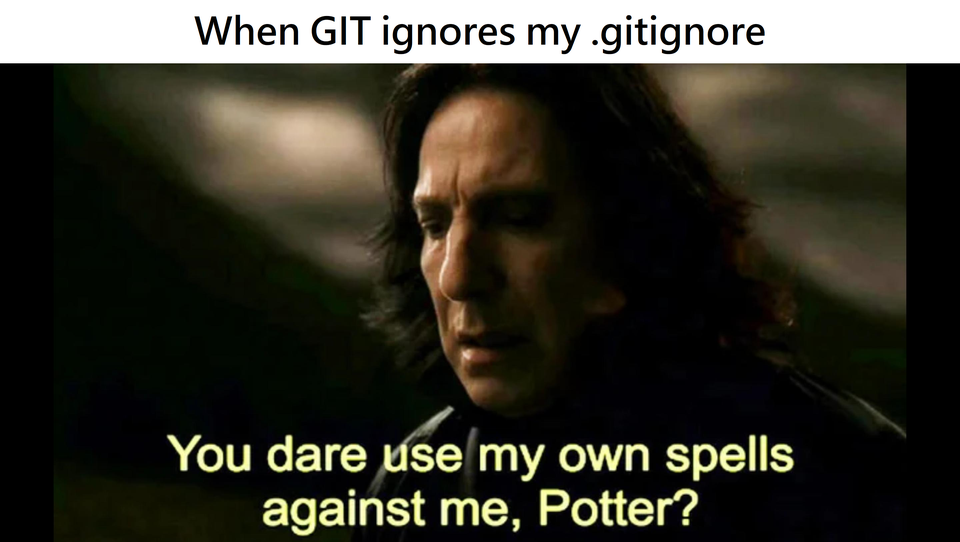 When GIT ignores my .gitignore
You dare use my own spells
against me, Potter?